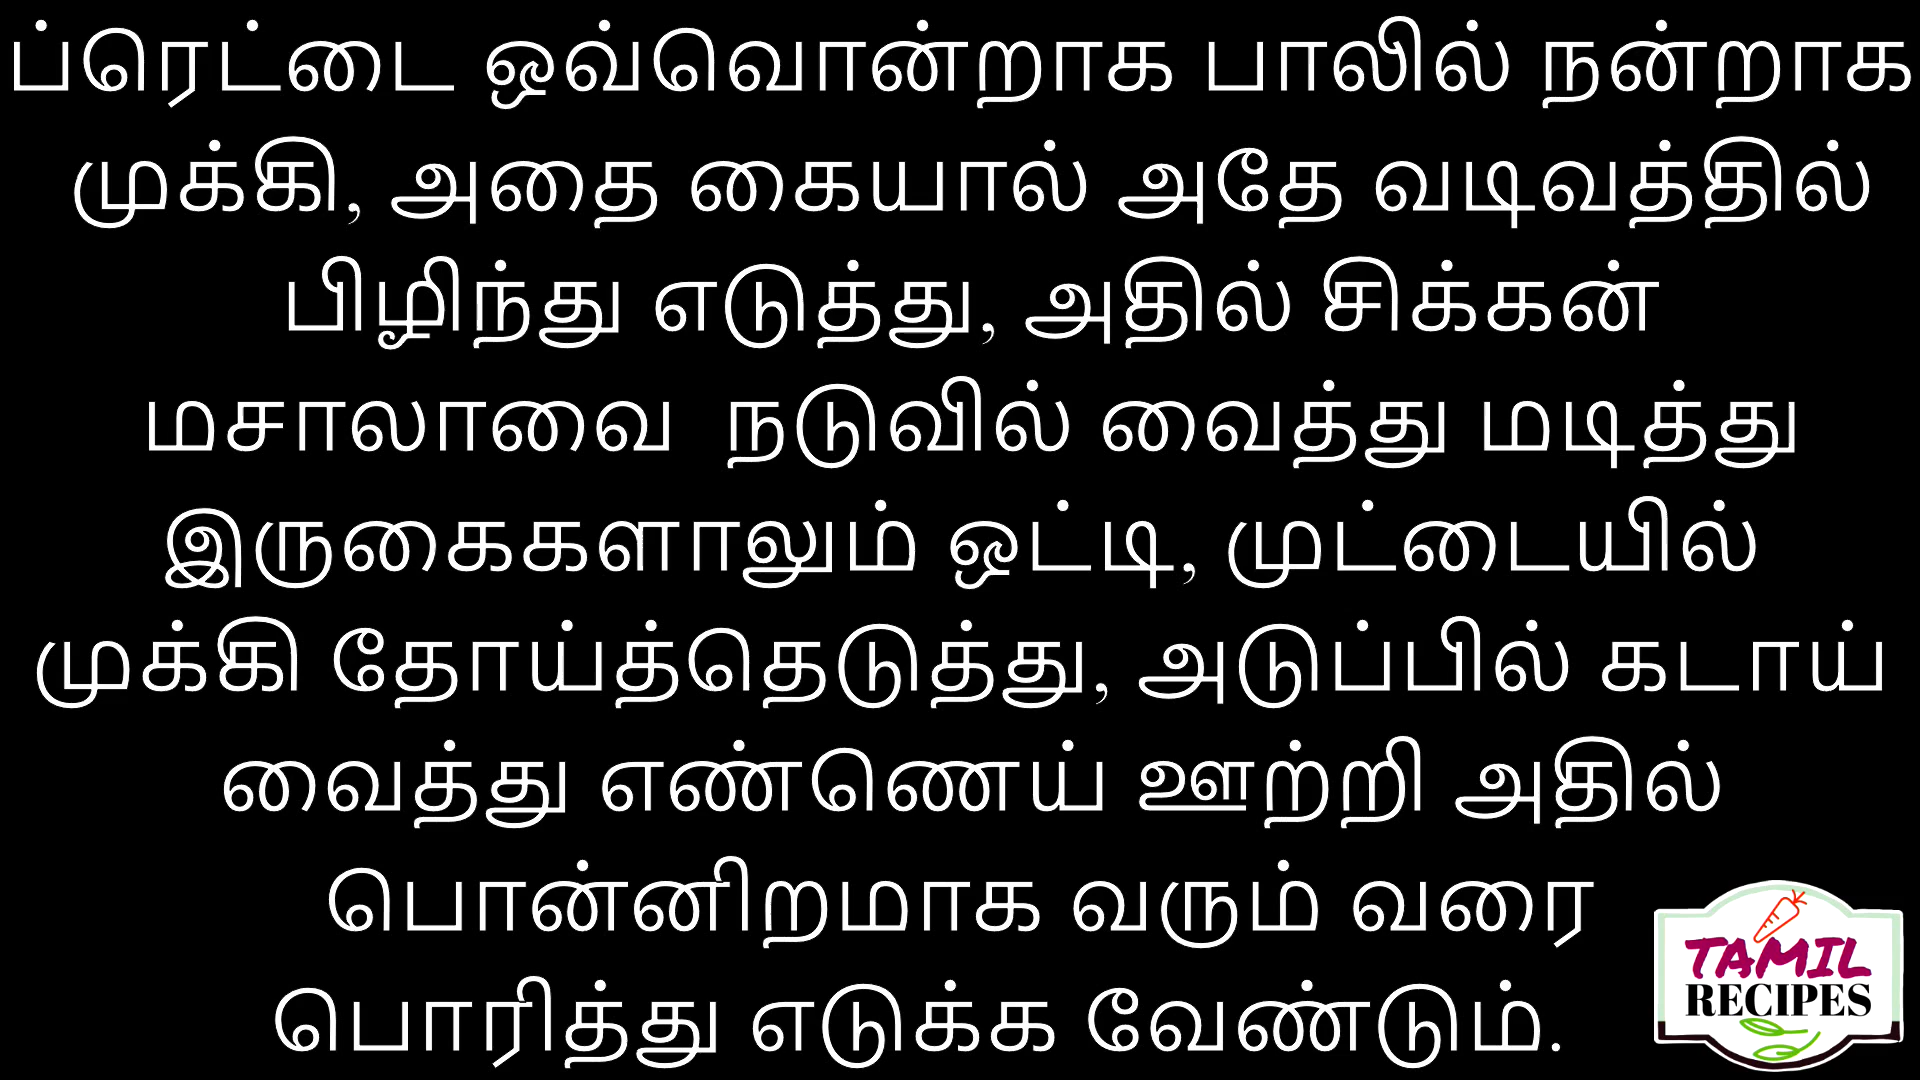 ப்ரெட்டை ஒவ்வொன்றாக பாலில் நன்றாக
முக்கி, அதை கையால் அதே வடிவத்தில்
பிழிந்து எடுத்து, அதில் சிக்கன்
மசாலாவை நடுவில் வைத்து மடித்து
இருகைகளாலும் ஒட்டி, முட்டையில்
முக்கி தோய்த்தெடுத்து, அடுப்பில் கடாய்
வைத்து எண்ணெய் ஊற்றி அதில்
பொன்னிறமாக வரும் வரை
பொரித்து எடுக்க வேண்டும்.
TAMIL
RECIPES